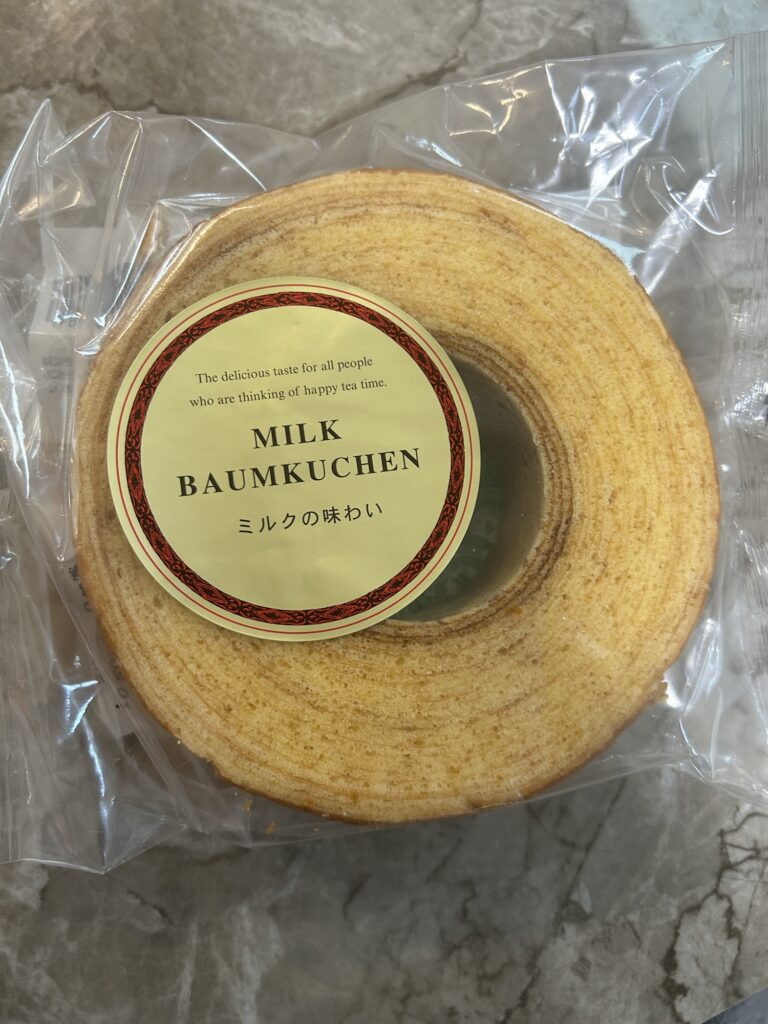 The delicious taste for all people
who are thinking of happy tea time.
MILK
BAUMKUCHEN
ミルクの味わい